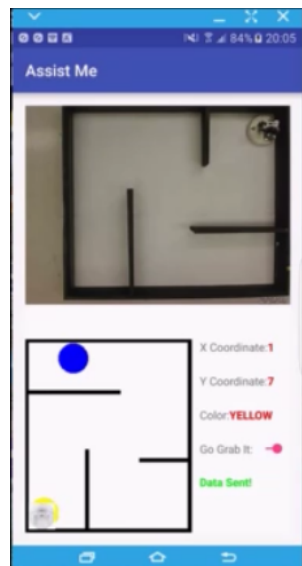 84% 20:05
Assist Me
X Coordinate:1
Y Coordinate:7
Color:YELLOW
Go Grab It:
Data Sent!